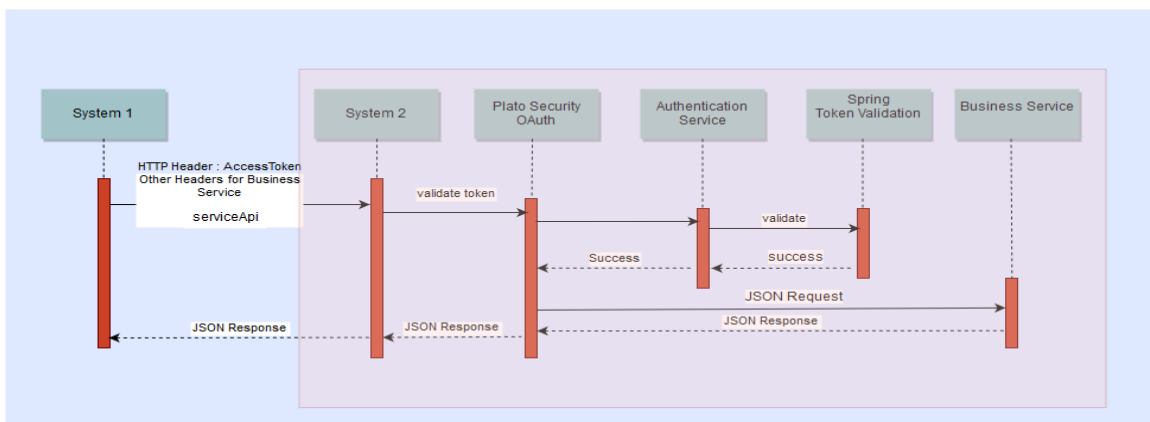 System 1
System 2
Plato Security
OAuth
Authentication
Service
Spring
Token Validation
Business Service
HTTP Header : AccessToken
Other Headers for Business
Service
serviceApi
validate token
validate
Success
success
JSON Request
JSON Response
JSON Response
JSON Response